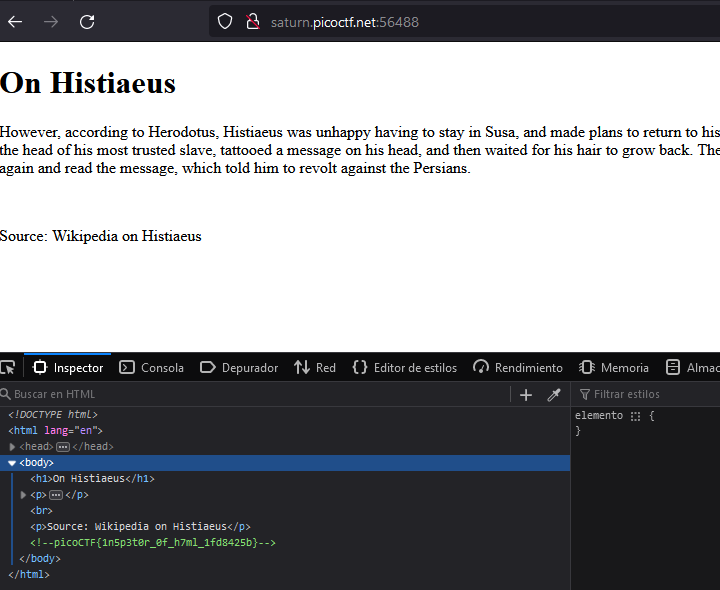 saturn.picoctf.net:56488
On Histiaeus
However, according to Herodotus, Histiaeus was unhappy having to stay in Susa, and made plans to return to his
the head of his most trusted slave, tattooed a message on his head, and then waited for his hair to grow back. The
again and read the message, which told him to revolt against the Persians.
Source: Wikipedia on Histiaeus
Inspector Consola Depurador Red {} Editor de estilos Rendimiento Memoria Almac
Buscar en HTML + Filtrar estilos
<!DOCTYPE html>
elemento {
<html lang="en">
}
<head> ... </head>
<body>
<h1>On Histiaeus</h1>
<p> ... </p>
<br>
<p>Source: Wikipedia on Histiaeus</p>
<!--picoCTF{1n5p3t0r_0f_h7ml_1fd8425b}-->
</body>
</html>